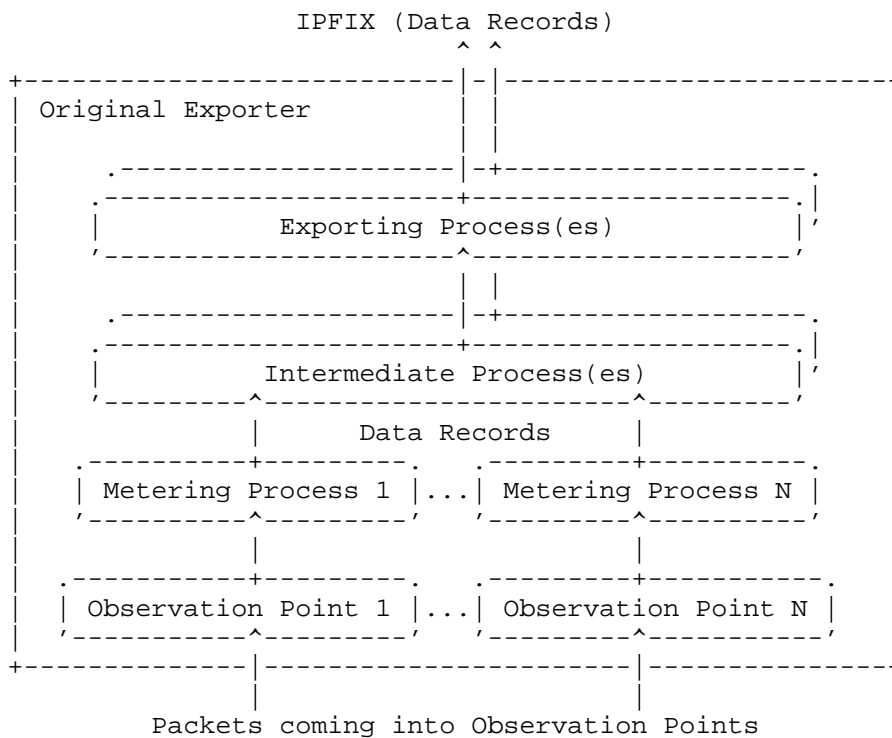 IPFIX (Data Records)
Original Exporter
Exporting Process(es)
Intermediate Process(es)
Data Records
Metering Process 1 |...| Metering Process N
Observation Point 1 |...| Observation Point N
Packets coming into Observation Points